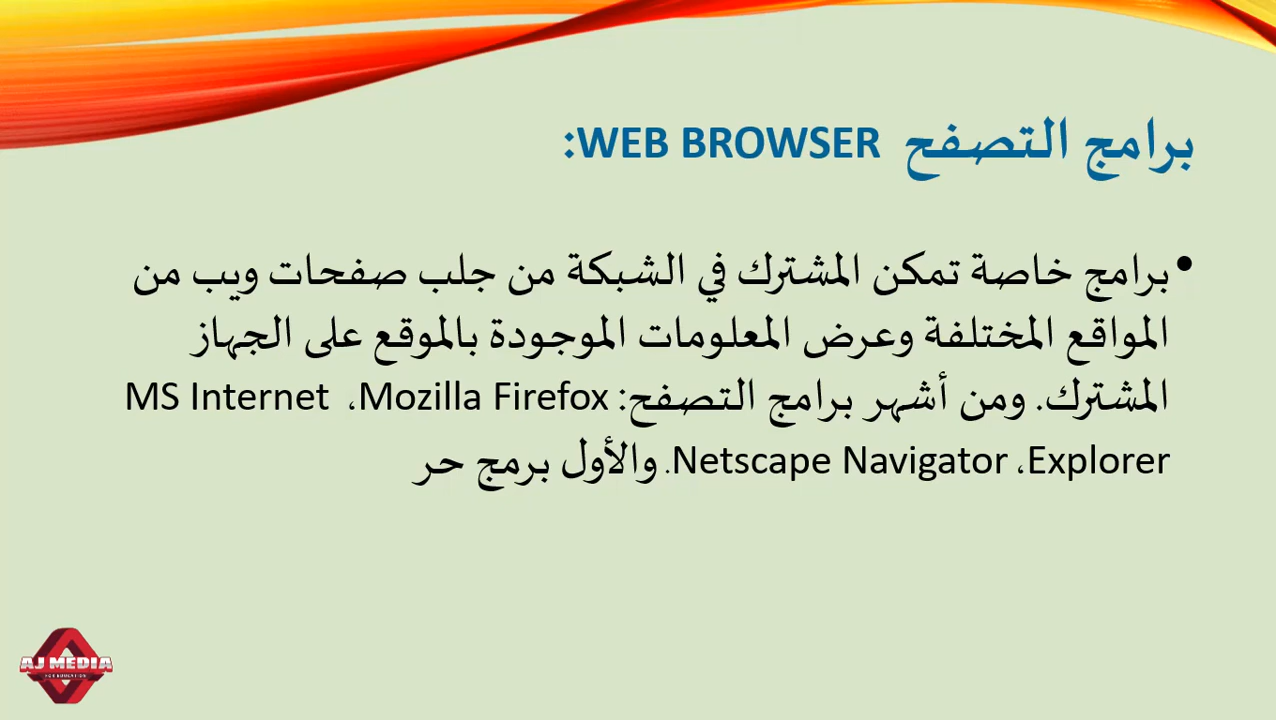 برامج التصفح WEB BROWSER:
•برامج خاصة تمكن المشترك في الشبكة من جلب صفحات ويب من
المواقع المختلفة وعرض المعلومات الموجودة بالموقع على الجهاز
المشترك. ومن أشهر برامج التصفح: Mozilla Firefox، MS Internet
Explorer، Netscape Navigator. والأول برمج حر
AJ MEDIA
FOR EDUCATION